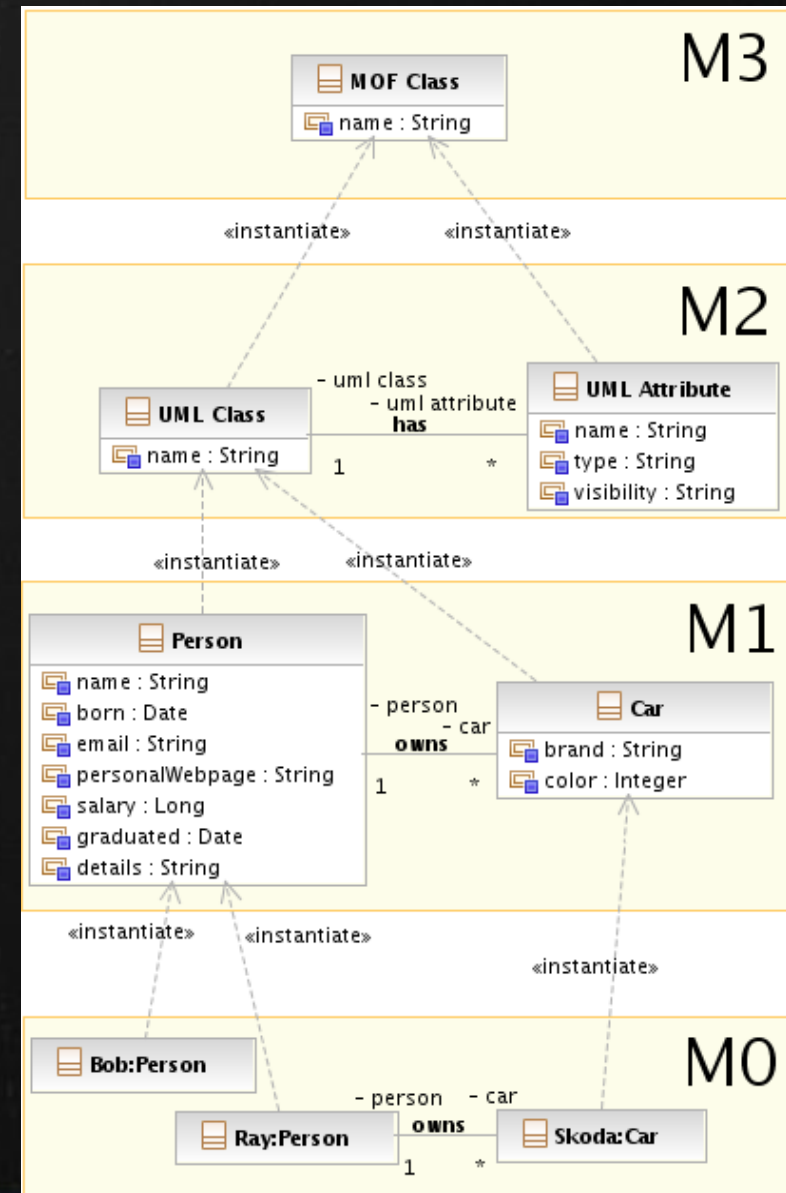 M3
MOF Class
name : String
«instantiate»
«instantiate»
M2
- uml class
- uml attribute
has
1
*
UML Class
name : String
UML Attribute
name : String
type : String
visibility : String
«instantiate»
«instantiate»
M1
Person
name : String
born : Date
email : String
personalWebpage : String
salary : Long
graduated : Date
details : String
- person
- car
owns
1
*
Car
brand : String
color : Integer
«instantiate»
«instantiate»
«instantiate»
M0
Bob:Person
- person
- car
owns
1
*
Ray:Person
Skoda:Car